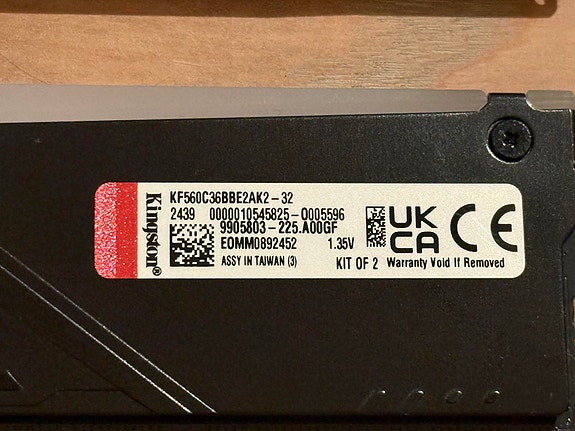 Kingston®
KF560C36BBE2AK2-32
2439 0000010545825-0005596
9905803-225.A00GF
EOMM0892452 1.35V
ASSY IN TAIWAN (3) KIT OF 2 Warranty Void If Removed
UK
CA CE